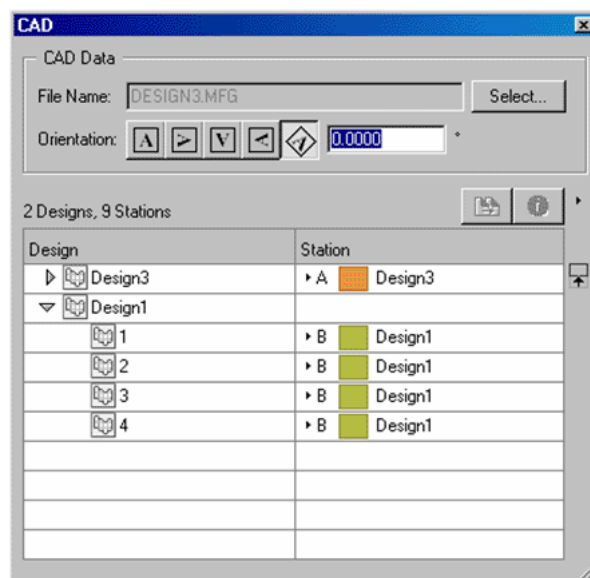 CAD
CAD Data
File Name: DESIGN3.MFG Select...
Orientation: A A A A A 0.0000 °
2 Designs, 9 Stations
Design Station
Design3 A Design3
Design1
1 B Design1
2 B Design1
3 B Design1
4 B Design1